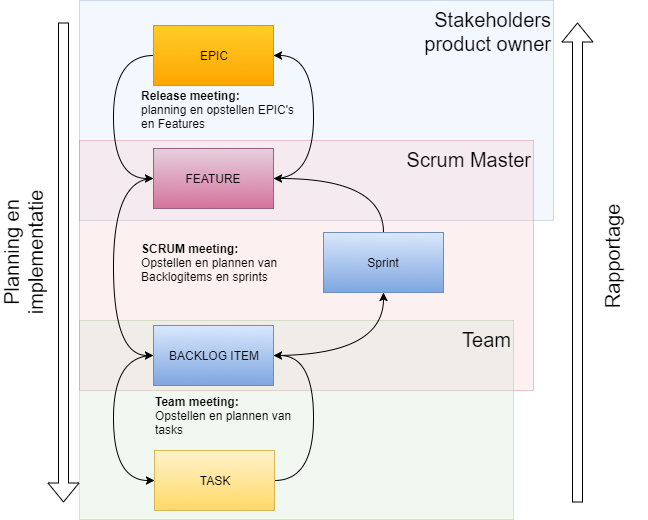 Stakeholders
product owner
EPIC
Release meeting:
planning en opstellen EPIC's
en Features
Scrum Master
FEATURE
Planning en
implementatie
Rapportage
SCRUM meeting:
Opstellen en plannen van
Backlogitems en sprints
Sprint
Team
BACKLOG ITEM
Team meeting:
Opstellen en plannen van
tasks
TASK